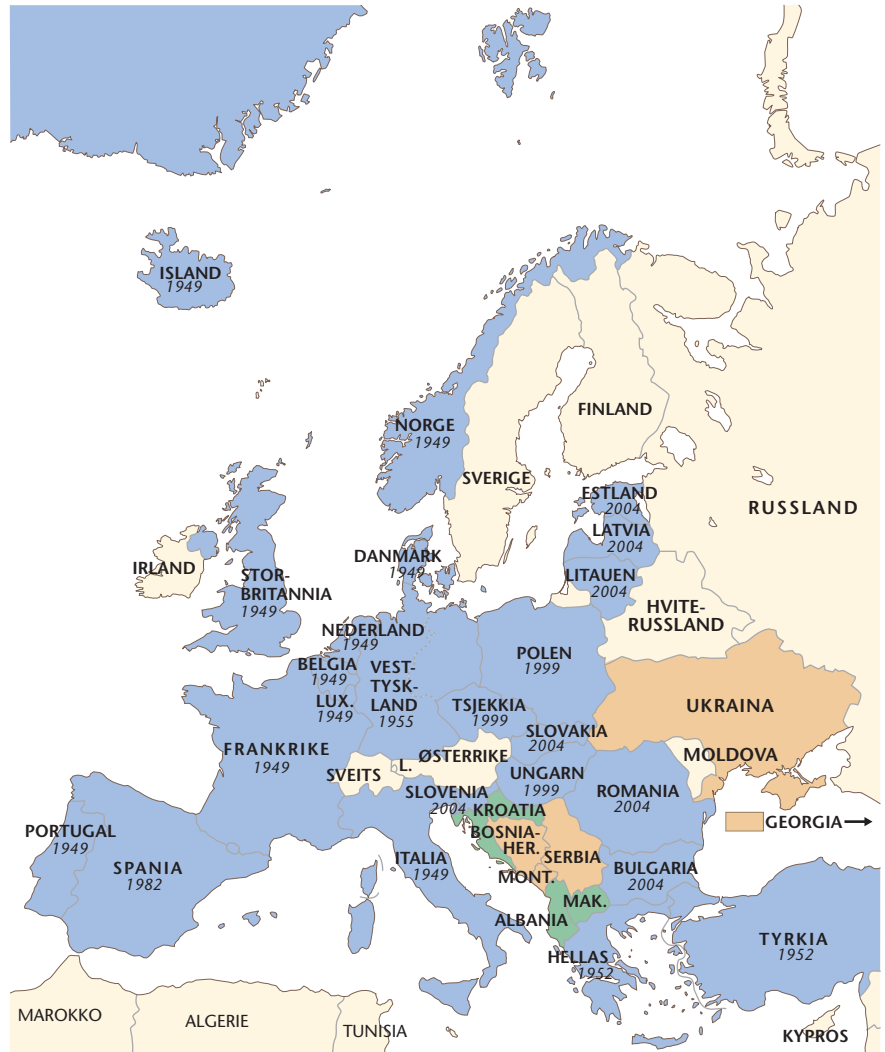 ISLAND
1949
NORGE
1949
FINLAND
SVERIGE
ESTLAND
2004
RUSSLAND
LATVIA
2004
DANMARK
1949
IRLAND
STOR-
BRITANNIA
1949
LITAUEN
2004
HVITE-
RUSSLAND
NEDERLAND
1949
BELGIA
1949
VEST-
TYSK-
LAND
1955
POLEN
1999
LUX.
1949
TSJEKKIA
1999
UKRAINA
SLOVAKIA
2004
FRANKRIKE
1949
L.
ØSTERRIKE
MOLDOVA
SVEITS
UNGARN
1999
SLOVENIA
2004
ROMANIA
2004
KROATIA
GEORGIA
PORTUGAL
1949
BOSNIA-
HER.
SPANIA
1982
ITALIA
1949
SERBIA
BULGARIA
2004
MONT.
MAK.
ALBANIA
TYRKIA
1952
HELLAS
1952
MAROKKO
ALGERIE
TUNISIA
KYPROS